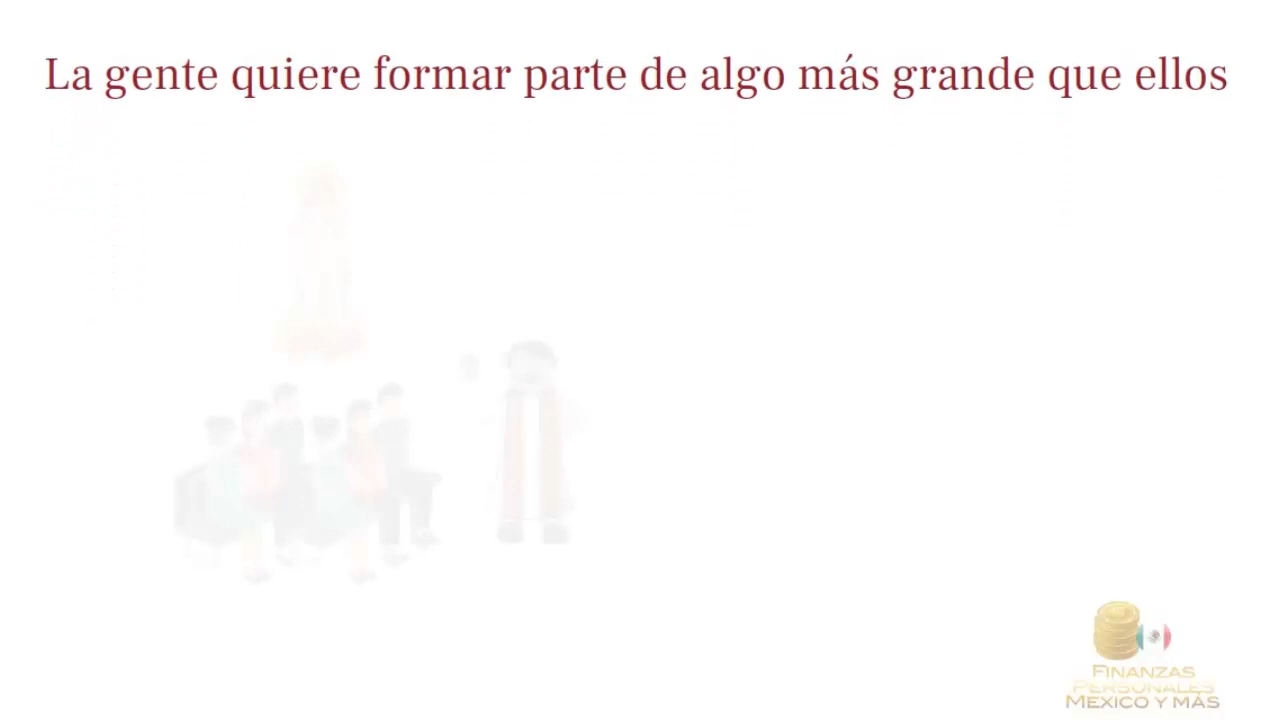 La gente quiere formar parte de algo más grande que ellos
FINANZAS
PERSONALES
MEXICO Y MÁS